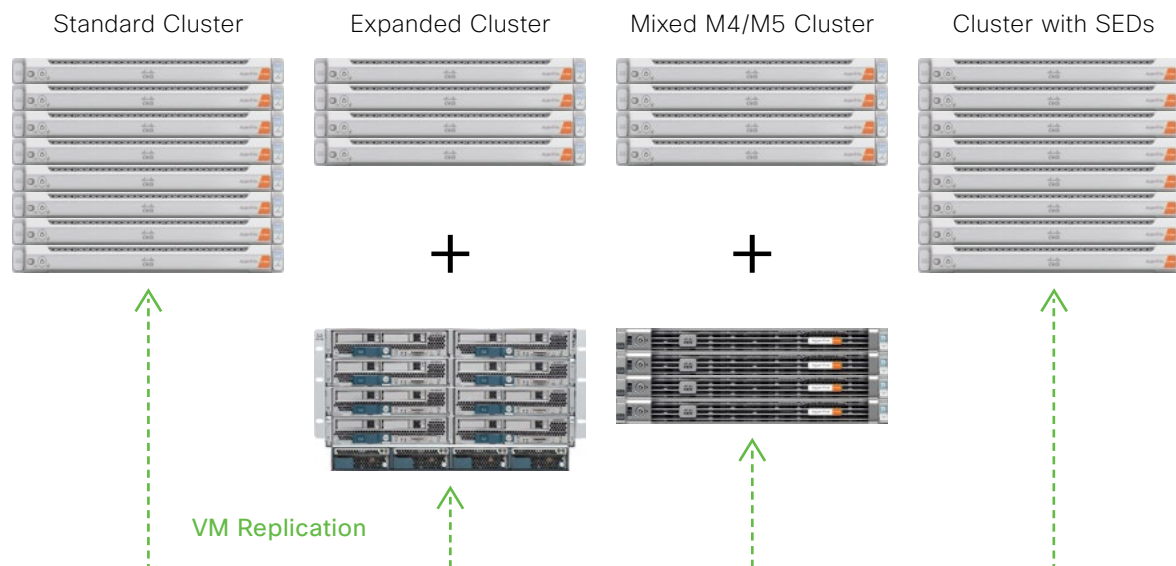 Standard Cluster
Expanded Cluster
Mixed M4/M5 Cluster
Cluster with SEDs
VM Replication